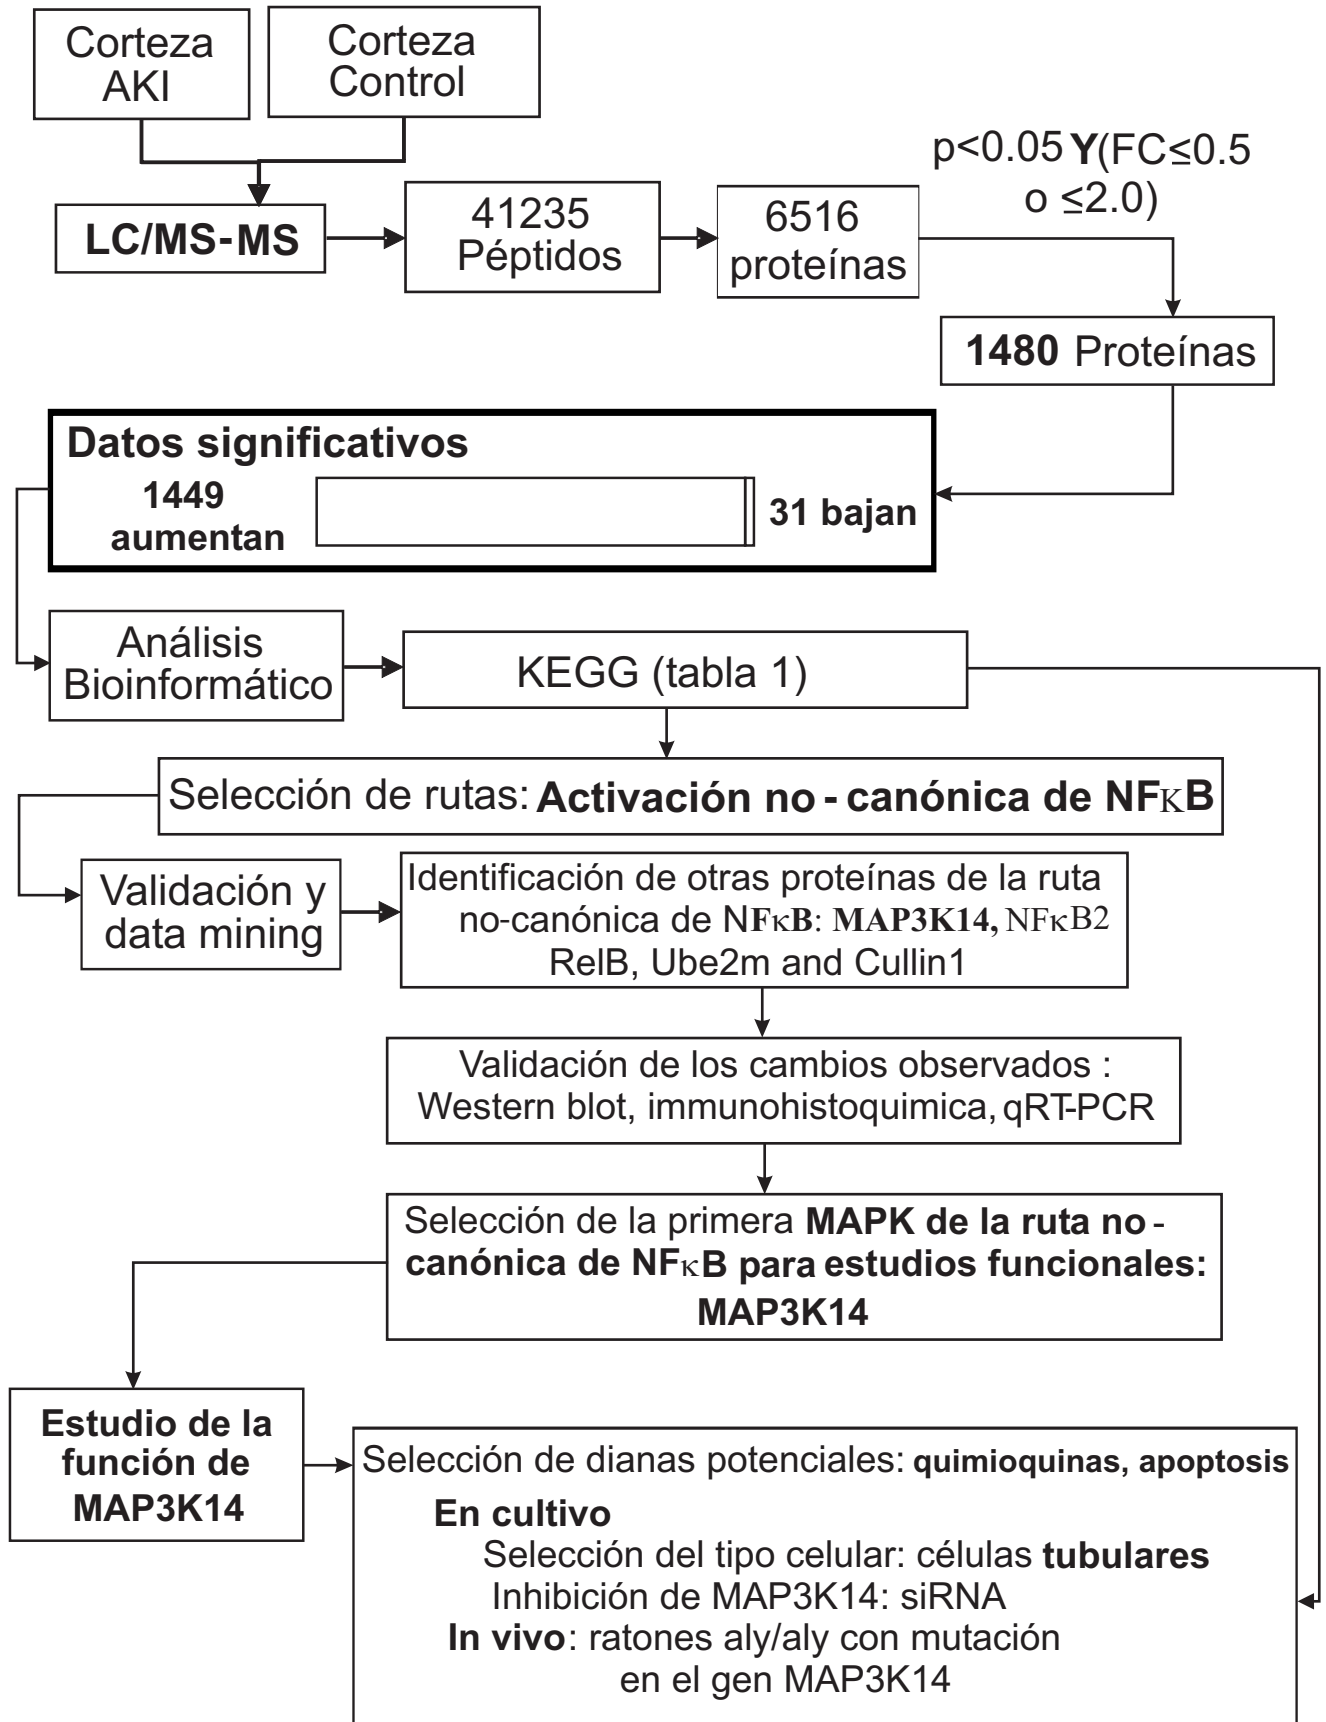 Corteza
AKI
Corteza
Control
p<0.05 Y(FC≤0.5
o ≤2.0)
LC/MS-MS
41235
Péptidos
6516
proteínas
1480 Proteínas
Datos significativos
1449
aumentan
31 bajan
Análisis
Bioinformático
KEGG (tabla 1)
Selección de rutas: Activación no - canónica de NFκB
Validación y
data mining
Identificación de otras proteínas de la ruta
no-canónica de NFκB: MAP3K14, NFκB2
RelB, Ube2m and Cullin1
Validación de los cambios observados :
Western blot, immunohistoquimica, qRT-PCR
Selección de la primera MAPK de la ruta no -
canónica de NFκB para estudios funcionales:
MAP3K14
Estudio de la
función de
MAP3K14
Selección de dianas potenciales: quimioquinas, apoptosis
En cultivo
Selección del tipo celular: células tubulares
Inhibición de MAP3K14: siRNA
In vivo: ratones aly/aly con mutación
en el gen MAP3K14